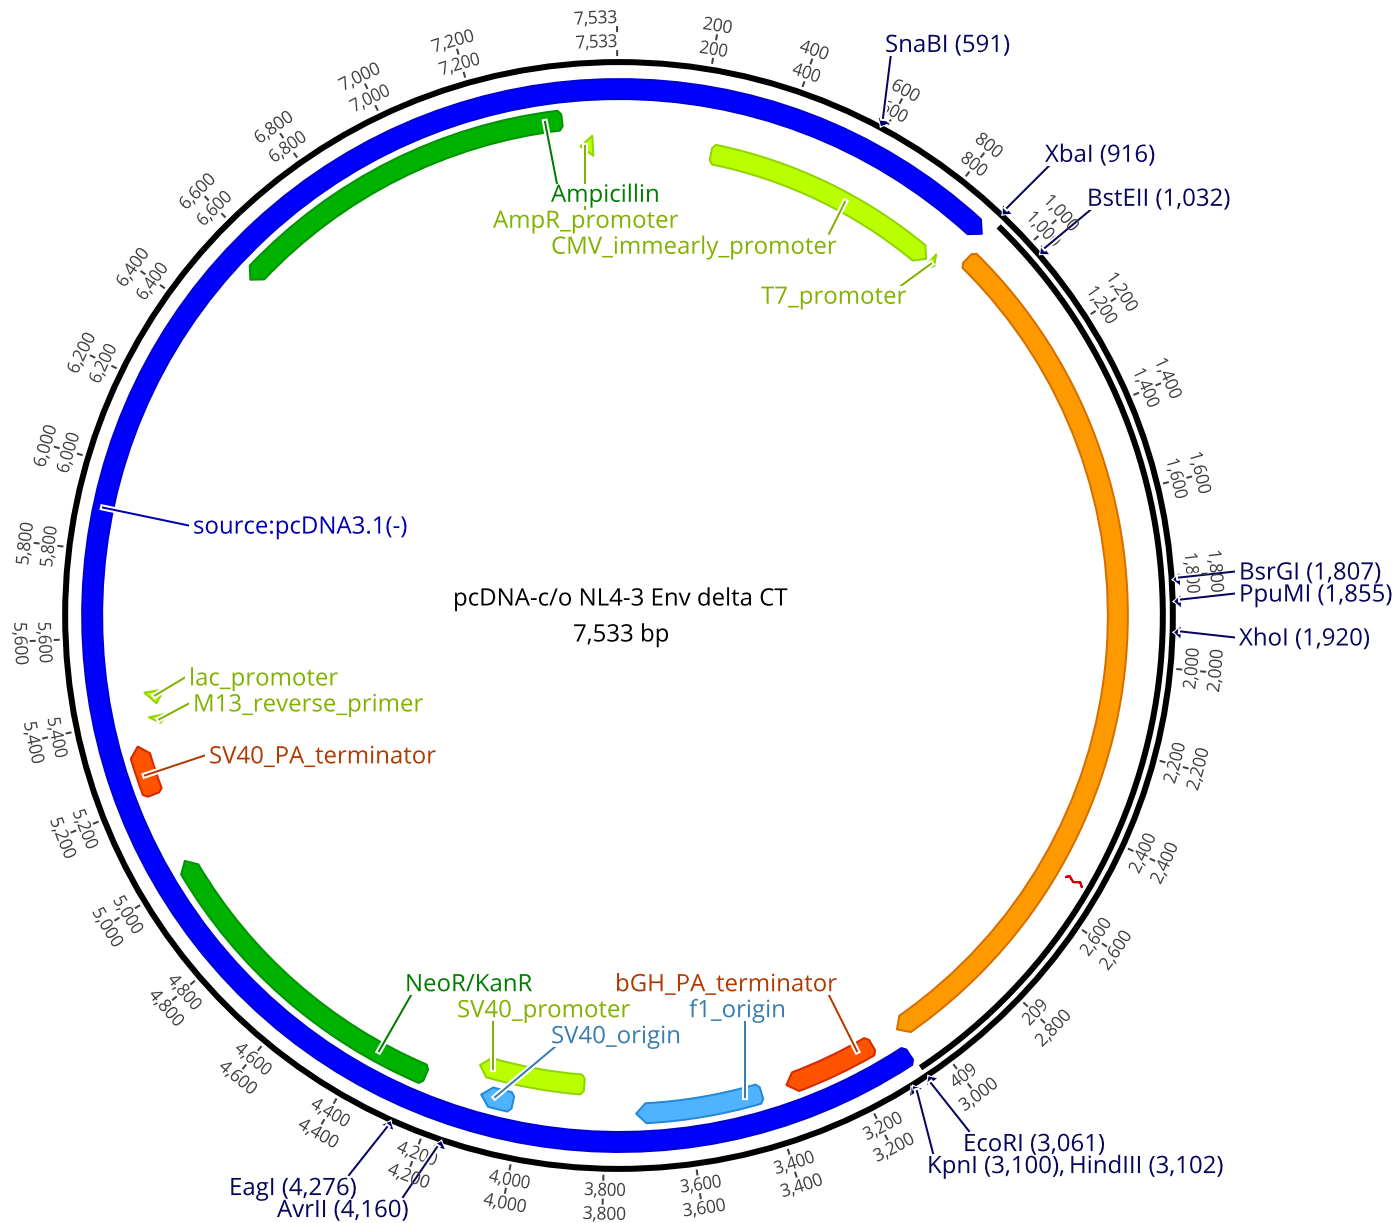 7,533
7,533
200
200
400
400
600
800
800
1,000
1,200
1,200
1,400
1,400
1,600
1,600
1,800
1,800
2,000
2,000
2,200
2,200
2,400
2,400
2,600
2,600
209
2,800
409
3,000
3,200
3,200
3,400
3,400
3,600
3,600
3,800
3,800
4,000
4,000
4,200
4,200
4,400
4,400
4,600
4,600
4,800
4,800
5,000
5,000
5,200
5,200
5,400
5,400
5,600
5,600
5,800
5,800
6,000
6,000
6,200
6,200
6,400
6,400
6,600
6,600
6,800
6,800
7,000
7,000
7,200
7,200
SnaBI (591)
XbaI (916)
BstEII (1,032)
BsrGI (1,807)
PpuMI (1,855)
XhoI (1,920)
EcoRI (3,061)
KpnI (3,100), HindIII (3,102)
AvrII (4,160)
EagI (4,276)
Ampicillin
AmpR_promoter
CMV_immearly_promoter
T7_promoter
source:pcDNA3.1(-)
pcDNA-c/o NL4-3 Env delta CT
7,533 bp
lac_promoter
M13_reverse_primer
SV40_PA_terminator
NeoR/KanR
SV40_promoter
SV40_origin
bGH_PA_terminator
f1_origin